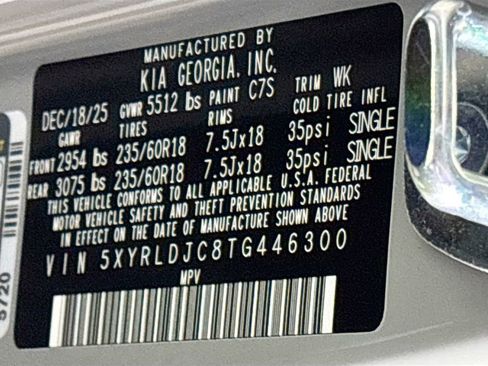 MANUFACTURED BY
KIA GEORGIA, INC.
DEC/18/25 GVWR 5512 lbs PAINT C7S TRIM WK
GAWR TIRES RIMS COLD TIRE INFL
FRONT 2954 lbs 235/60R18 7.5Jx18 35psi SINGLE
REAR 3075 lbs 235/60R18 7.5Jx18 35psi SINGLE
THIS VEHICLE CONFORMS TO ALL APPLICABLE U.S.A. FEDERAL
MOTOR VEHICLE SAFETY AND THEFT PREVENTION STANDARDS
IN EFFECT ON THE DATE OF MANUFACTURE SHOWN ABOVE
VIN 5XYRLDJC8TG446300
MPV